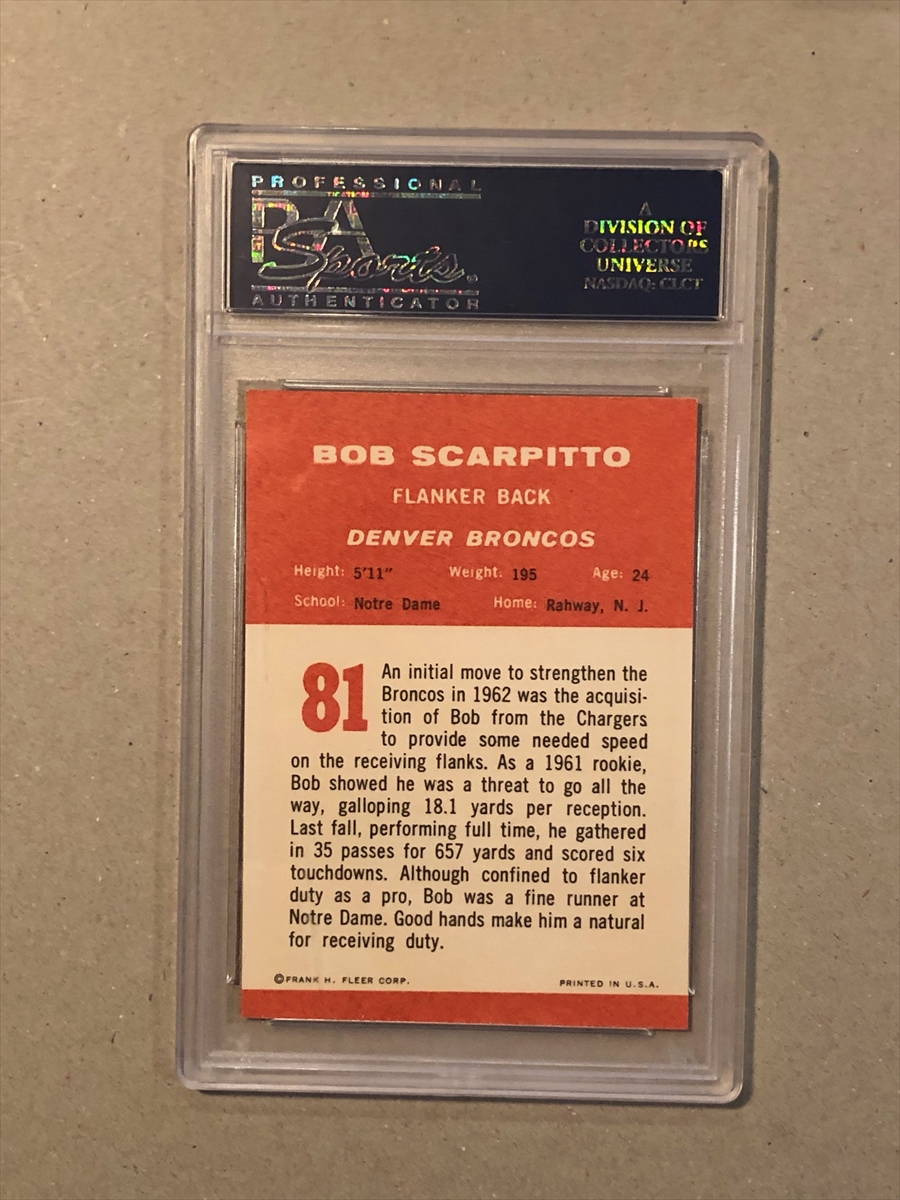 PROFESSIONAL
PSA
Sports
AUTHENTICATOR
A
DIVISION OF
COLLECTORS
UNIVERSE
NASDAQ: CLCT
BOB SCARPITTO
FLANKER BACK
DENVER BRONCOS
Height: 5'11" Weight: 195 Age: 24
School: Notre Dame Home: Rahway, N. J.
81
An initial move to strengthen the
Broncos in 1962 was the acquisi-
tion of Bob from the Chargers
to provide some needed speed
on the receiving flanks. As a 1961 rookie,
Bob showed he was a threat to go all the
way, galloping 18.1 yards per reception.
Last fall, performing full time, he gathered
in 35 passes for 657 yards and scored six
touchdowns. Although confined to flanker
duty as a pro, Bob was a fine runner at
Notre Dame. Good hands make him a natural
for receiving duty.
©FRANK H. FLEER CORP. PRINTED IN U.S.A.